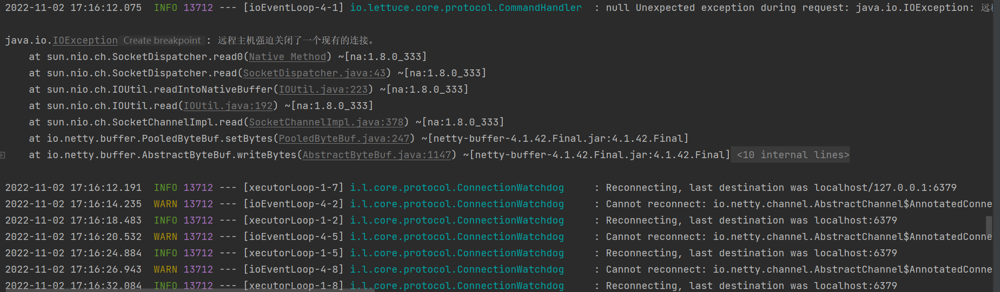 2022-11-02 17:16:12.075  INFO 13712 --- [ioEventLoop-4-1] io.lettuce.core.protocol.CommandHandler  : null Unexpected exception during request: java.io.IOException: 远
java.io.IOException Create breakpoint : 远程主机强迫关闭了一个现有的连接。
at sun.nio.ch.SocketDispatcher.read0(Native Method) ~[na:1.8.0_333]
at sun.nio.ch.SocketDispatcher.read(SocketDispatcher.java:43) ~[na:1.8.0_333]
at sun.nio.ch.IOUtil.readIntoNativeBuffer(IOUtil.java:223) ~[na:1.8.0_333]
at sun.nio.ch.IOUtil.read(IOUtil.java:192) ~[na:1.8.0_333]
at sun.nio.ch.SocketChannelImpl.read(SocketChannelImpl.java:378) ~[na:1.8.0_333]
at io.netty.buffer.PooledByteBuf.setBytes(PooledByteBuf.java:247) ~[netty-buffer-4.1.42.Final.jar:4.1.42.Final]
at io.netty.buffer.AbstractByteBuf.writeBytes(AbstractByteBuf.java:1147) ~[netty-buffer-4.1.42.Final.jar:4.1.42.Final] <10 internal lines>
2022-11-02 17:16:12.191  INFO 13712 --- [xecutorLoop-1-7] i.l.core.protocol.ConnectionWatchdog     : Reconnecting, last destination was localhost/127.0.0.1:6379
2022-11-02 17:16:14.235  WARN 13712 --- [ioEventLoop-4-2] i.l.core.protocol.ConnectionWatchdog     : Cannot reconnect: io.netty.channel.AbstractChannel$AnnotatedConne
2022-11-02 17:16:18.483  INFO 13712 --- [xecutorLoop-1-2] i.l.core.protocol.ConnectionWatchdog     : Reconnecting, last destination was localhost:6379
2022-11-02 17:16:20.532  WARN 13712 --- [ioEventLoop-4-5] i.l.core.protocol.ConnectionWatchdog     : Cannot reconnect: io.netty.channel.AbstractChannel$AnnotatedConne
2022-11-02 17:16:24.884  INFO 13712 --- [xecutorLoop-1-5] i.l.core.protocol.ConnectionWatchdog     : Reconnecting, last destination was localhost:6379
2022-11-02 17:16:26.943  WARN 13712 --- [ioEventLoop-4-8] i.l.core.protocol.ConnectionWatchdog     : Cannot reconnect: io.netty.channel.AbstractChannel$AnnotatedConne
2022-11-02 17:16:32.084  INFO 13712 --- [xecutorLoop-1-8] i.l.core.protocol.ConnectionWatchdog     : Reconnecting, last destination was localhost:6379